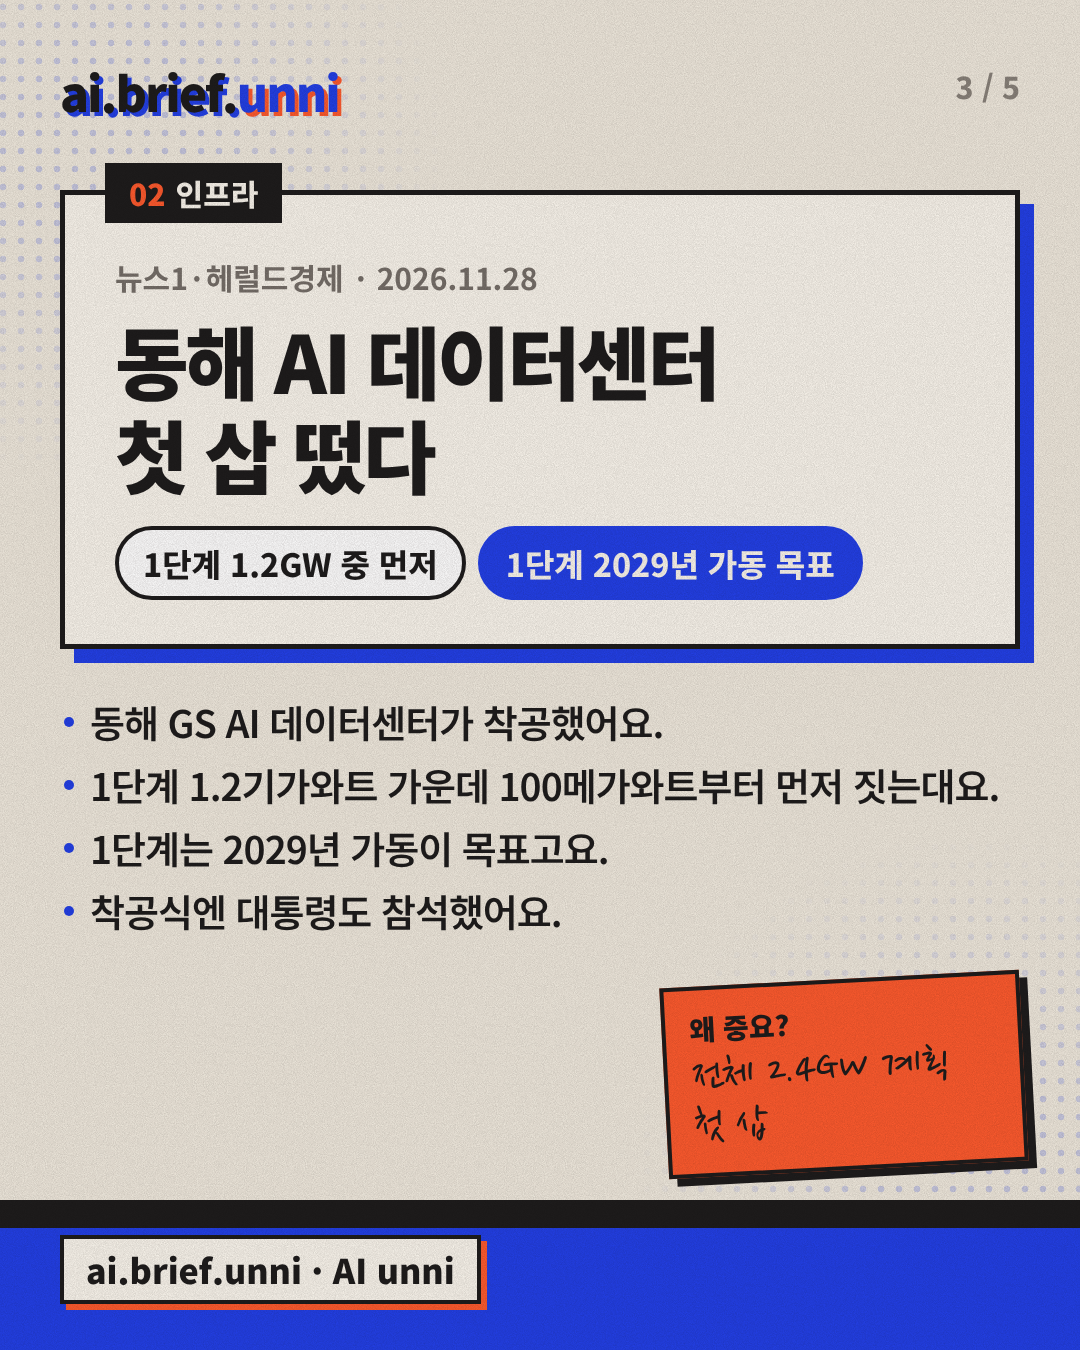 ai.brief.unni
3 / 5
02 인프라
뉴스1·헤럴드경제 · 2026.11.28
동해 AI 데이터센터
첫 삽 떴다
1단계 1.2GW 중 먼저
1단계 2029년 가동 목표
• 동해 GS AI 데이터센터가 착공했어요.
• 1단계 1.2기가와트 가운데 100메가와트부터 먼저 짓는대요.
• 1단계는 2029년 가동이 목표고요.
• 착공식엔 대통령도 참석했어요.
왜 중요?
전체 2.4GW 계획
첫 삽
ai.brief.unni · AI unni